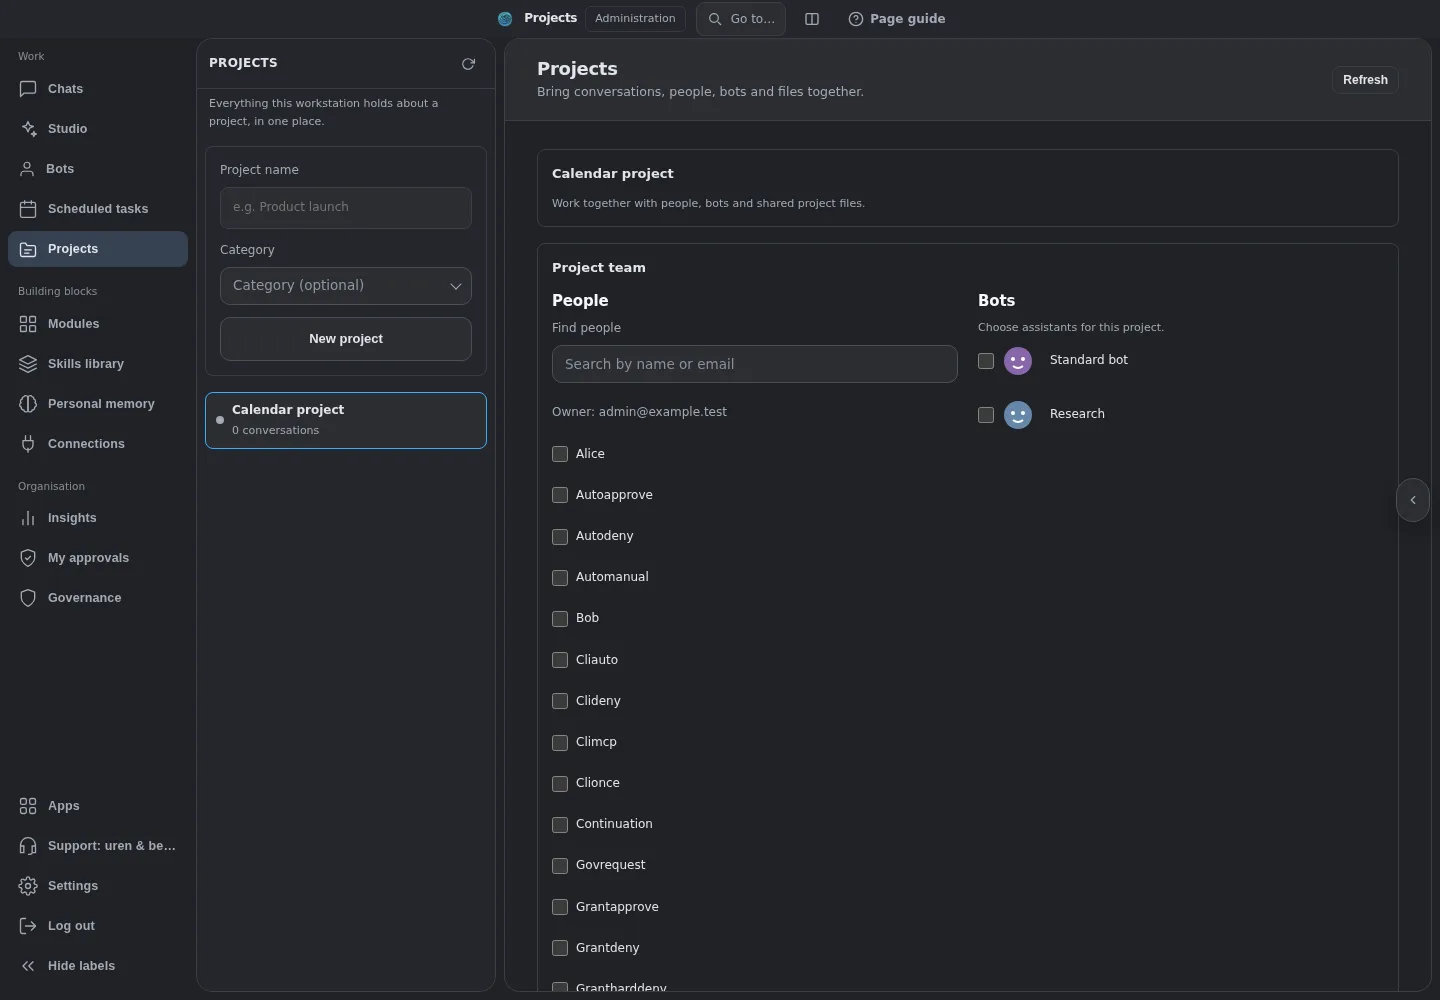 Projects
Administration
Go to...
Page guide
Work
Chats
Studio
Bots
Scheduled tasks
Projects
Building blocks
Modules
Skills library
Personal memory
Connections
Organisation
Insights
My approvals
Governance
Apps
Support: uren & be...
Settings
Log out
Hide labels
PROJECTS
Everything this workstation holds about a
project, in one place.
Project name
e.g. Product launch
Category
Category (optional)
New project
Calendar project
0 conversations
Projects
Bring conversations, people, bots and files together.
Refresh
Calendar project
Work together with people, bots and shared project files.
Project team
People
Find people
Search by name or email
Owner: admin@example.test
Alice
Autoapprove
Autodeny
Automanual
Bob
Cliauto
Clideny
Climcp
Clionce
Continuation
Govrequest
Grantapprove
Grantdeny
Grantharddeny
Bots
Choose assistants for this project.
Standard bot
Research